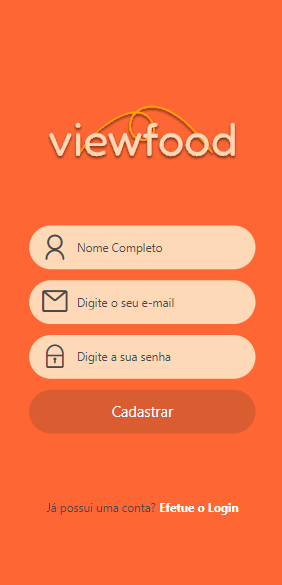 viewfood
Nome Completo
Digite o seu e-mail
Digite a sua senha
Cadastrar
Já possui uma conta? Efetue o Login